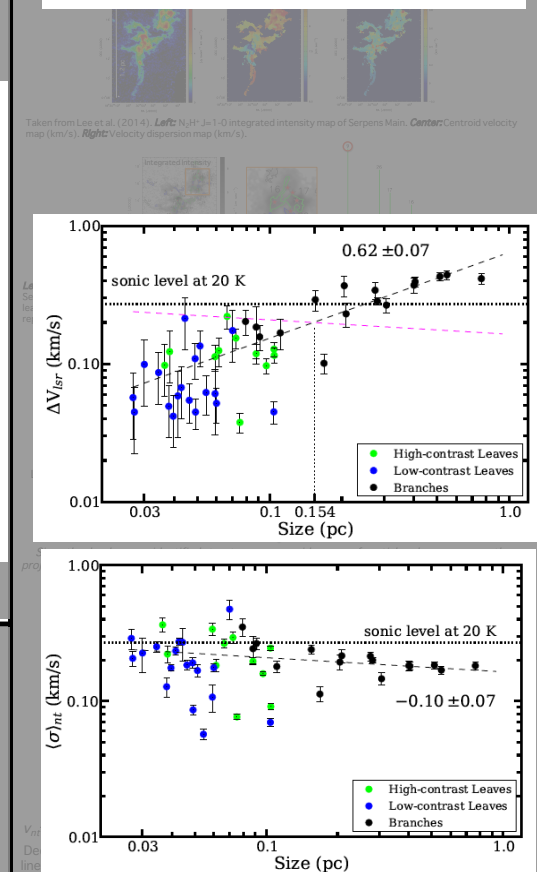 Taken from Lee et al. (2014). Left: N₂H⁺ J=1-0 integrated intensity map of Serpens Main. Center: Centroid velocity
map (km/s). Right: Velocity dispersion map (km/s).
Integrated Intensity
1.00
0.62 ±0.07
sonic level at 20 K
ΔV_lsr (km/s)
0.10
High-contrast Leaves
Low-contrast Leaves
Branches
0.01
0.03 0.1 0.154 1.0
Size (pc)
1.00
sonic level at 20 K
⟨σ⟩_nt (km/s)
0.10
−0.10 ±0.07
High-contrast Leaves
Low-contrast Leaves
Branches
0.01
0.03 0.1 1.0
Size (pc)